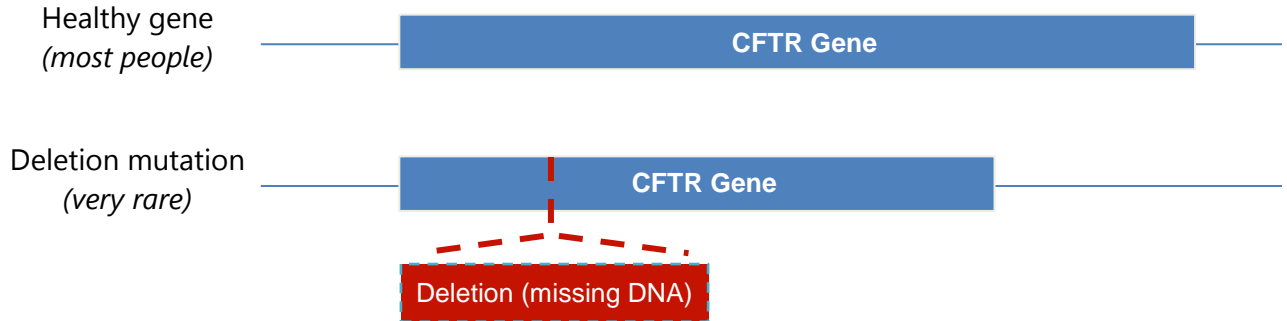 Healthy gene
(most people)
CFTR Gene
Deletion mutation
(very rare)
CFTR Gene
Deletion (missing DNA)